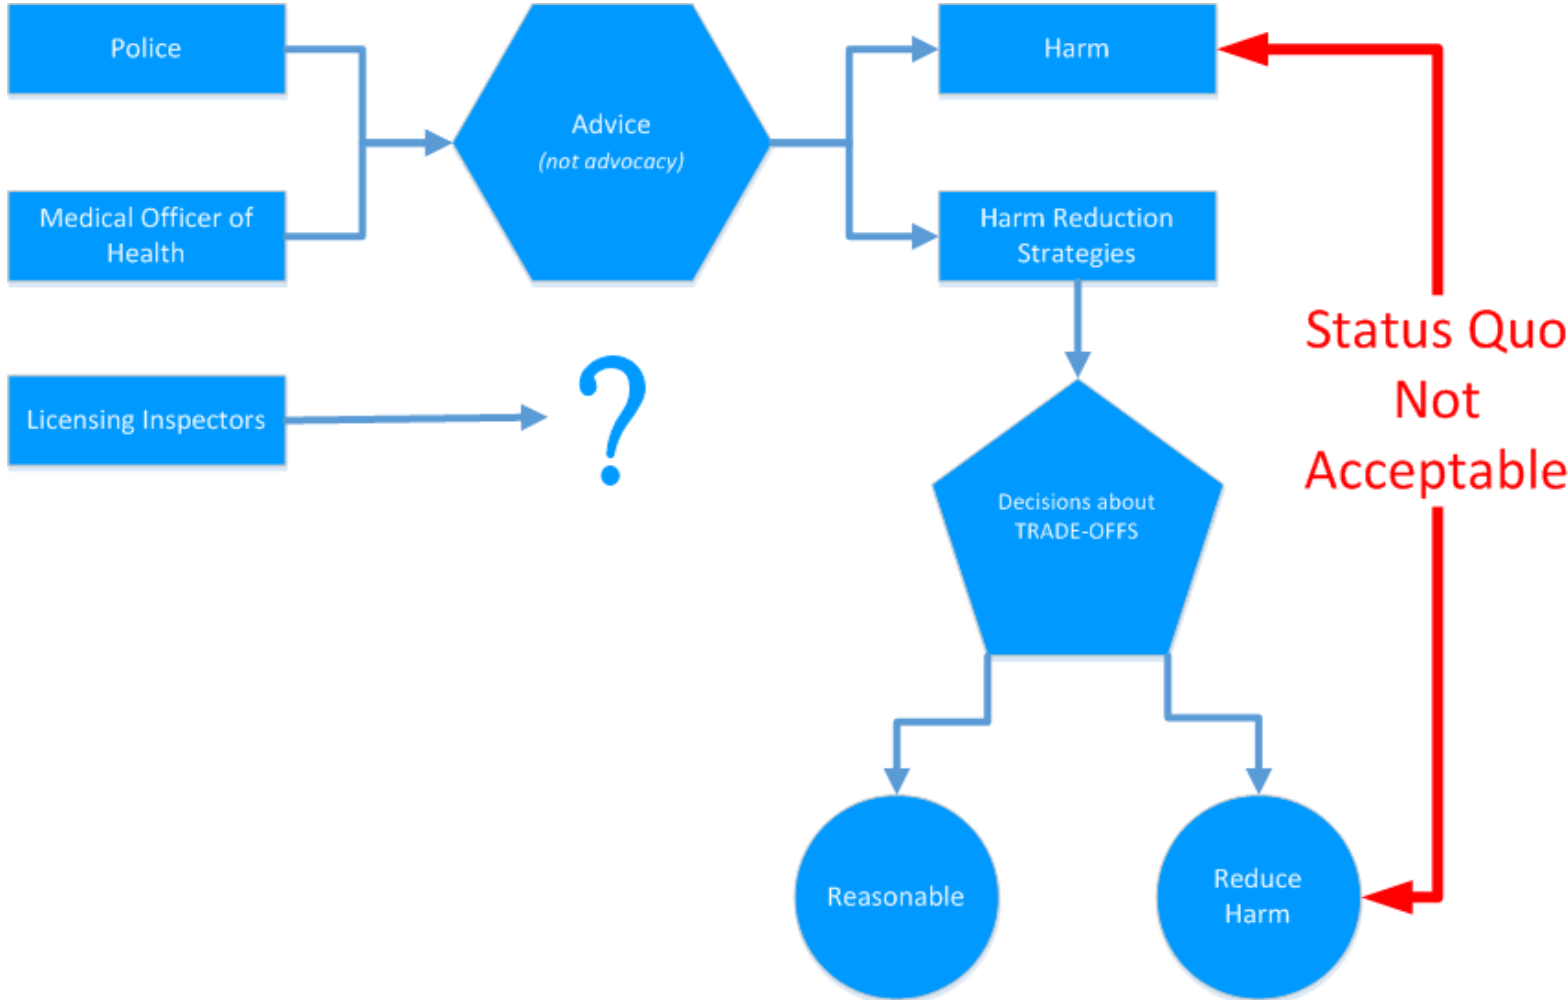 Police
Advice
(not advocacy)
Harm
Medical Officer of
Health
Harm Reduction
Strategies
Licensing Inspectors
?
Status Quo
Not
Acceptable
Decisions about
TRADE-OFFS
Reasonable
Reduce
Harm